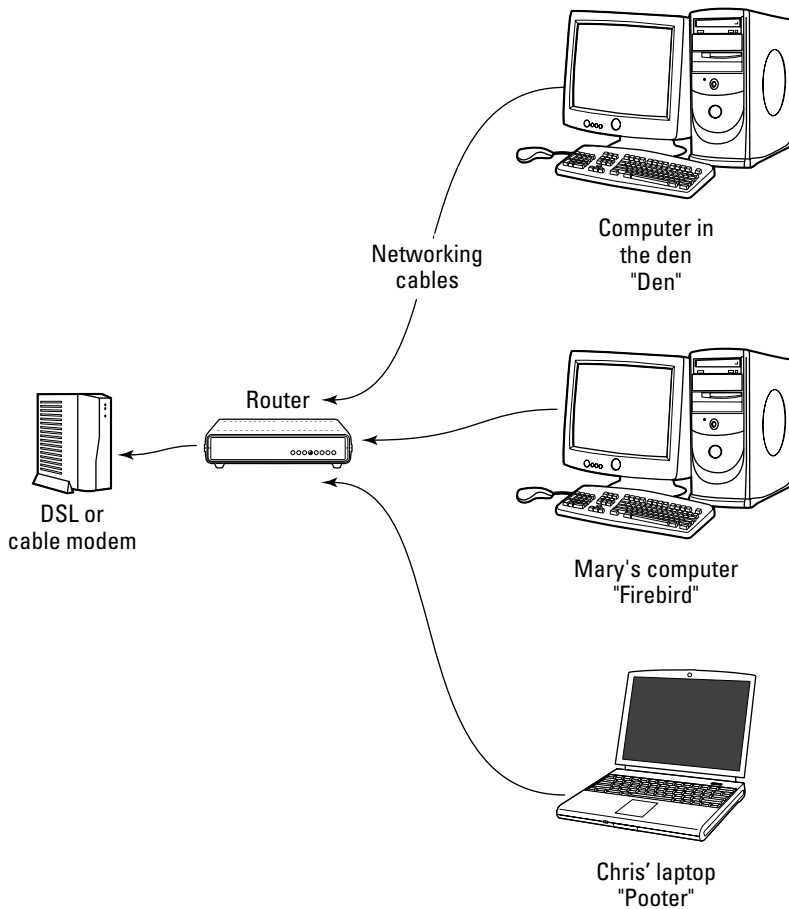 Computer in
the den
"Den"
Networking
cables
Router
DSL or
cable modem
Mary's computer
"Firebird"
Chris’ laptop
"Pooter"